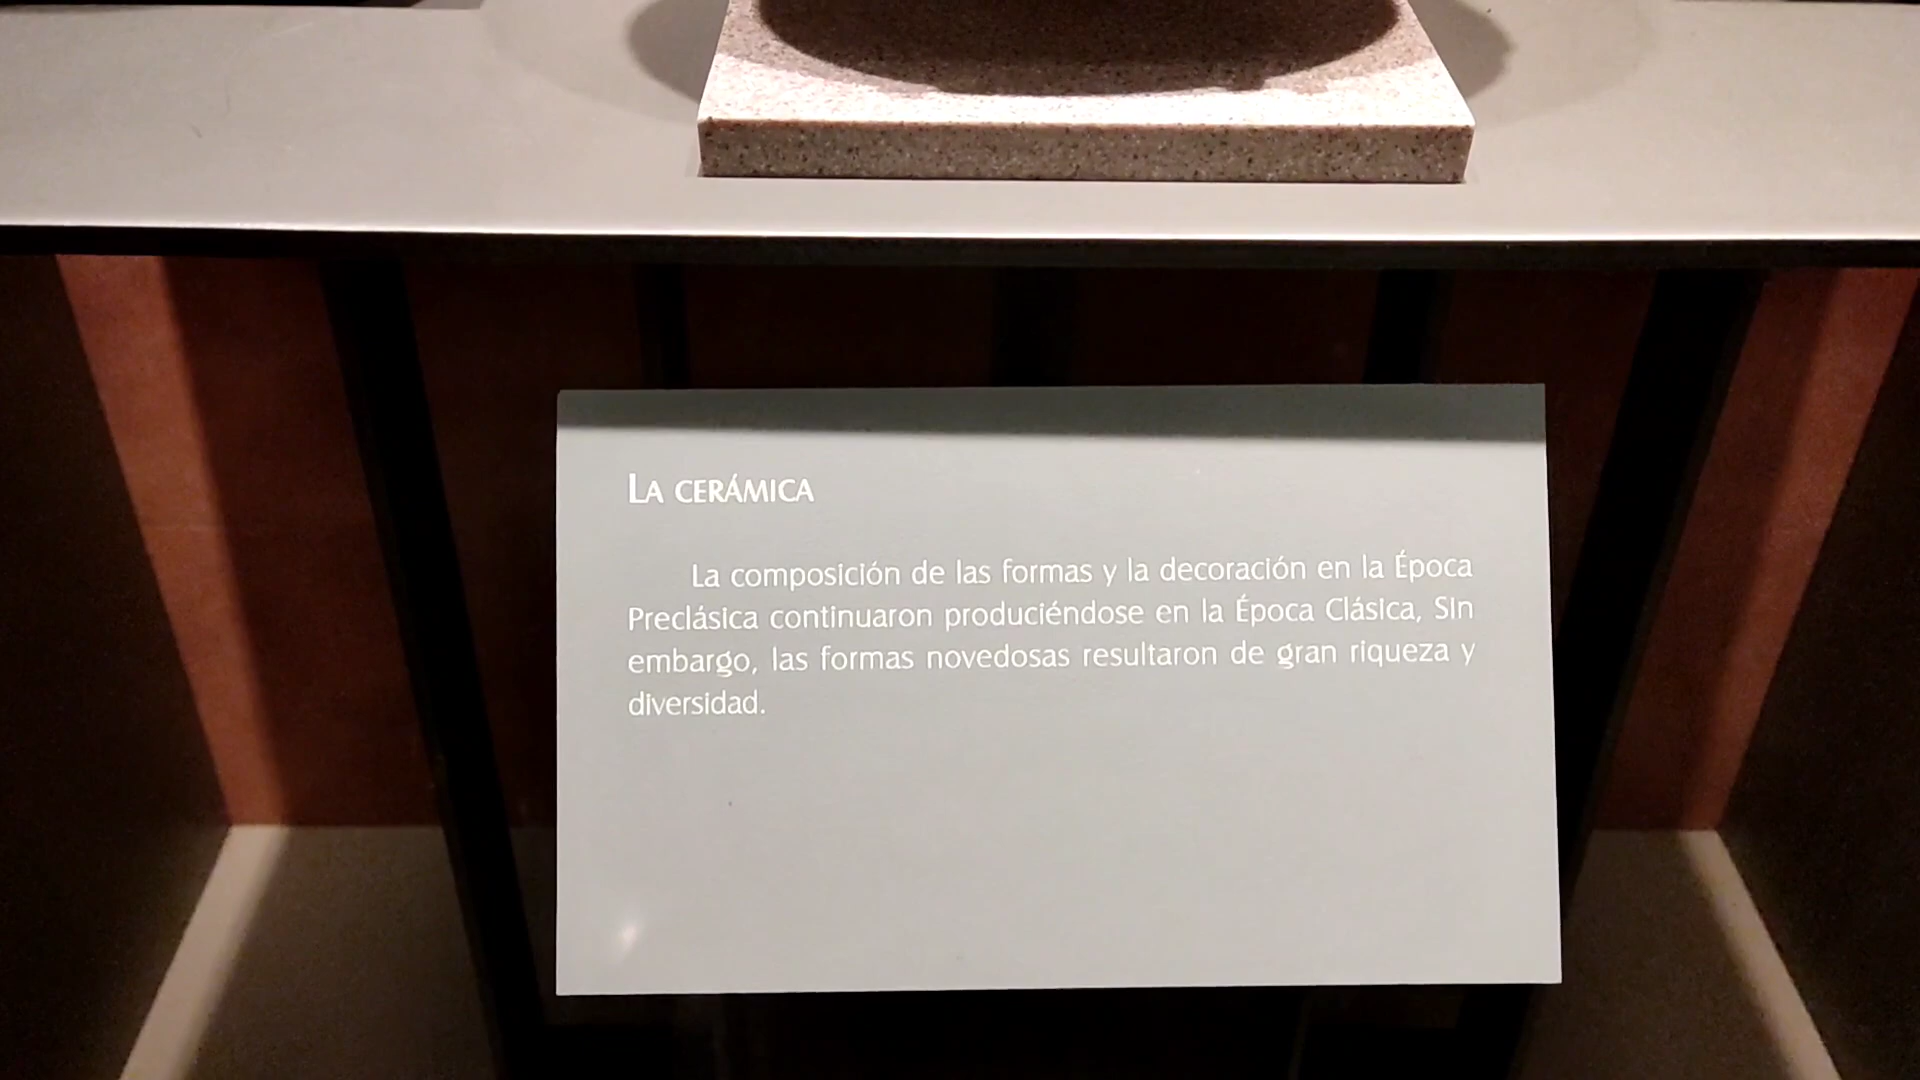 LA CERÁMICA
La composición de las formas y la decoración en la Época
Preclásica continuaron produciéndose en la Época Clásica, Sin
embargo, las formas novedosas resultaron de gran riqueza y
diversidad.